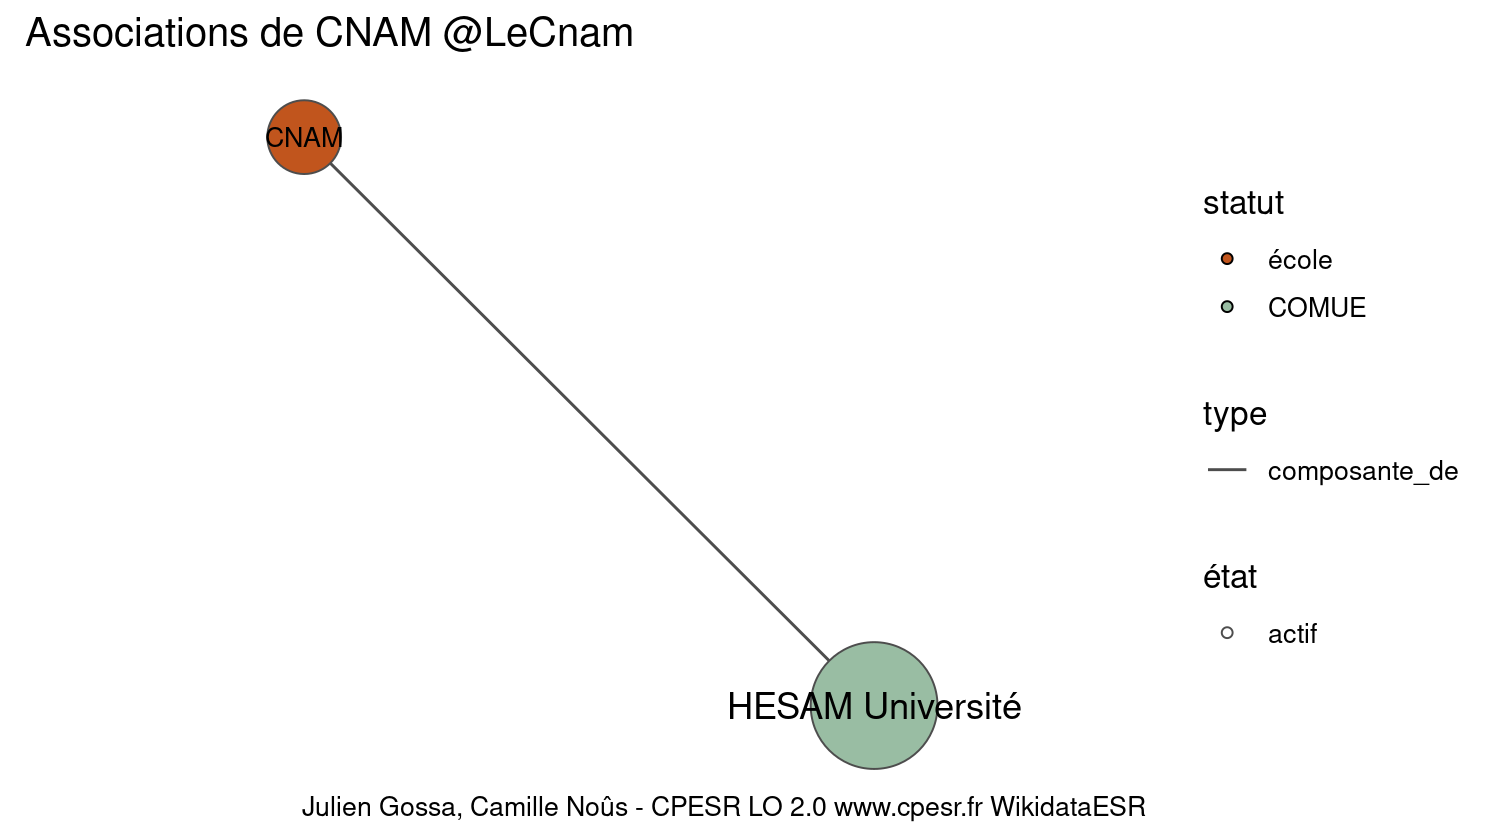 Associations de CNAM @LeCnam
CNAM
statut
école
COMUE
type
composante_de
état
actif
HESAM Université
Julien Gossa, Camille Noûs - CPESR LO 2.0 www.cpesr.fr WikidataESR